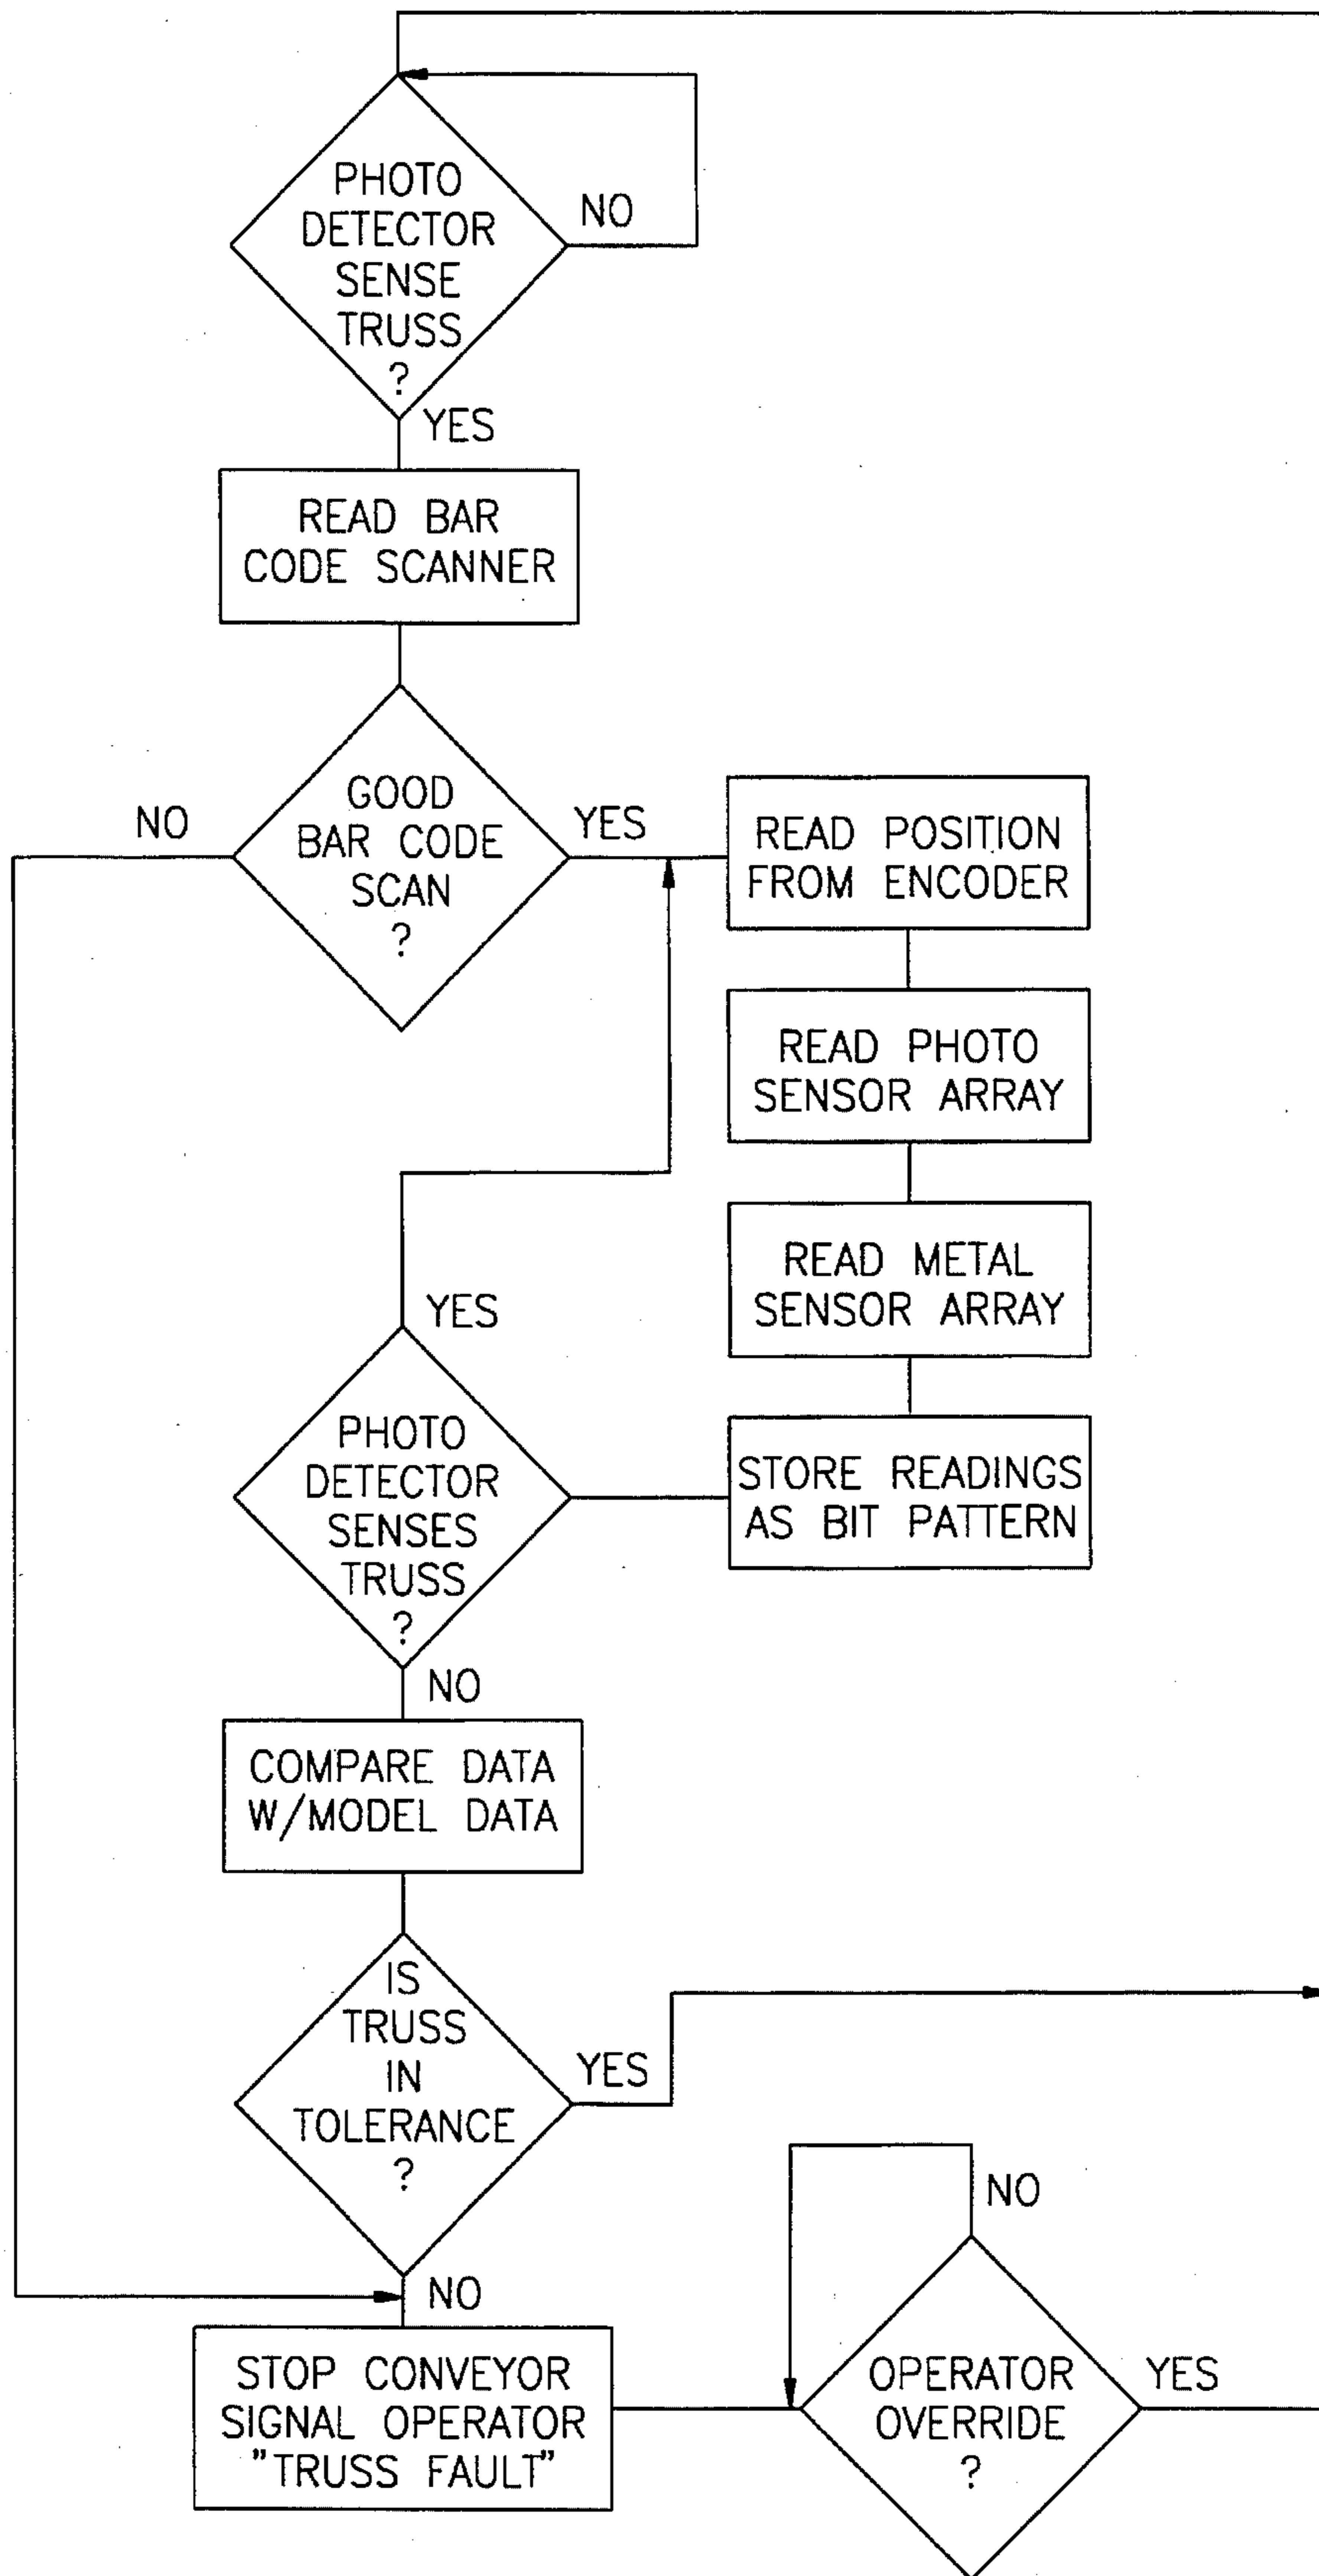 PHOTO
DETECTOR
SENSE
TRUSS
?
NO
YES
READ BAR
CODE SCANNER
GOOD
BAR CODE
SCAN
?
NO
YES
READ POSITION
FROM ENCODER
READ PHOTO
SENSOR ARRAY
READ METAL
SENSOR ARRAY
STORE READINGS
AS BIT PATTERN
YES
PHOTO
DETECTOR
SENSES
TRUSS
?
NO
COMPARE DATA
W/MODEL DATA
IS
TRUSS
IN
TOLERANCE
?
YES
NO
STOP CONVEYOR
SIGNAL OPERATOR
"TRUSS FAULT"
NO
OPERATOR
OVERRIDE
?
YES